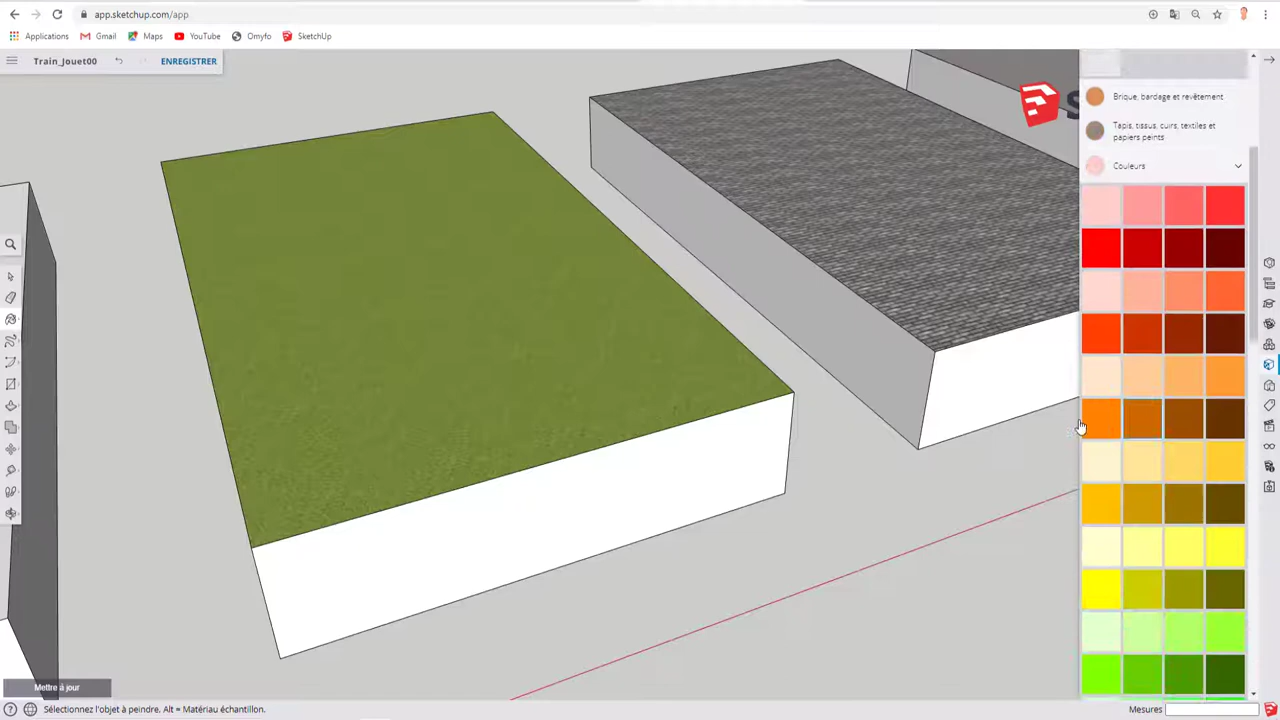 app.sketchup.com/app
Applications
Gmail
Maps
YouTube
Omyfo
SketchUp
Train_Jouet00
ENREGISTRER
S
Brique, bardage et revêtement
Tapis, tissus, cuirs, textiles et
papiers peints
Couleurs
Mettre à jour
Sélectionnez l'objet à peindre. Alt = Matériau échantillon.
Mesures